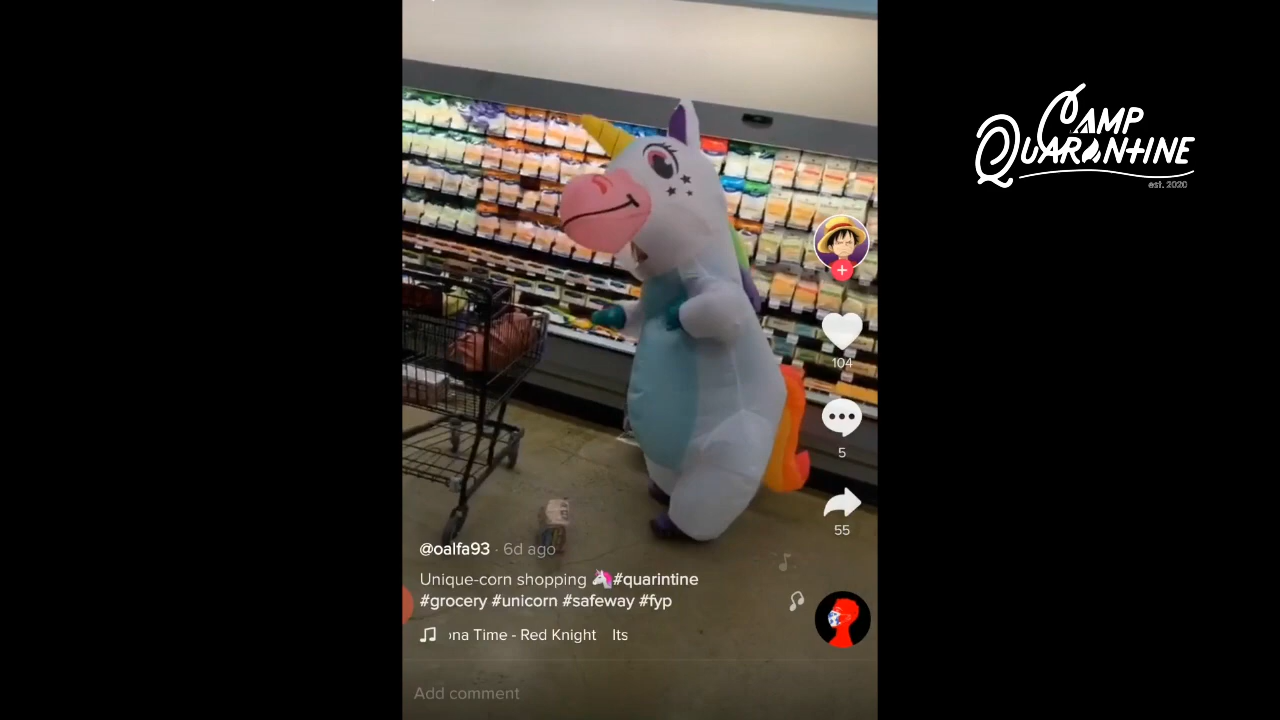 CAMP
QUARANTINE
est. 2020
104
5
55
@oalfa93 · 6d ago
Unique-corn shopping 🦄#quarintine
#grocery #unicorn #safeway #fyp
ona Time - Red Knight Its
Add comment